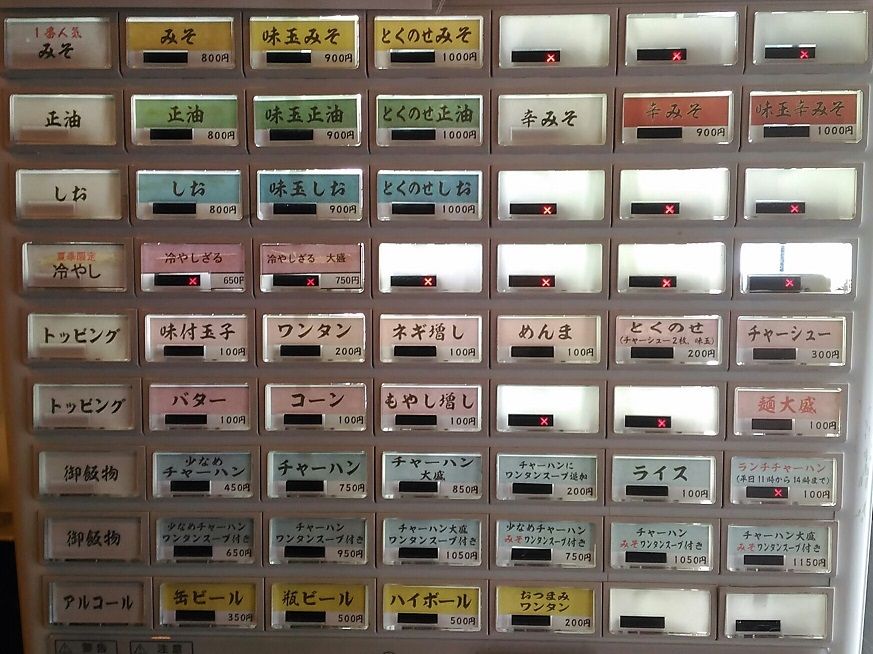 1番人気
みそ
みそ
800円
味玉みそ
900円
とくのせみそ
1000円
正油
正油
800円
味玉正油
900円
とくのせ正油
1000円
辛みそ
辛みそ
900円
味玉辛みそ
1000円
しお
しお
800円
味玉しお
900円
とくのせしお
1000円
夏季限定
冷やし
冷やしざる
650円
冷やしざる 大盛
750円
トッピング
味付玉子
100円
ワンタン
200円
ネギ増し
100円
めんま
100円
とくのせ
(チャーシュー2枚、味玉)
200円
チャーシュー
300円
トッピング
バター
100円
コーン
100円
もやし増し
100円
麺大盛
100円
御飯物
少なめ
チャーハン
450円
チャーハン
750円
チャーハン
大盛
850円
チャーハンに
ワンタンスープ追加
200円
ライス
100円
ランチチャーハン
(平日11時から14時まで)
100円
御飯物
少なめチャーハン
ワンタンスープ付き
650円
チャーハン
ワンタンスープ付き
950円
チャーハン大盛
ワンタンスープ付き
1050円
少なめチャーハン
みそワンタンスープ付き
750円
チャーハン
みそワンタンスープ付き
1050円
チャーハン大盛
みそワンタンスープ付き
1150円
アルコール
缶ビール
350円
瓶ビール
500円
ハイボール
500円
おつまみ
ワンタン
200円
警告
注意